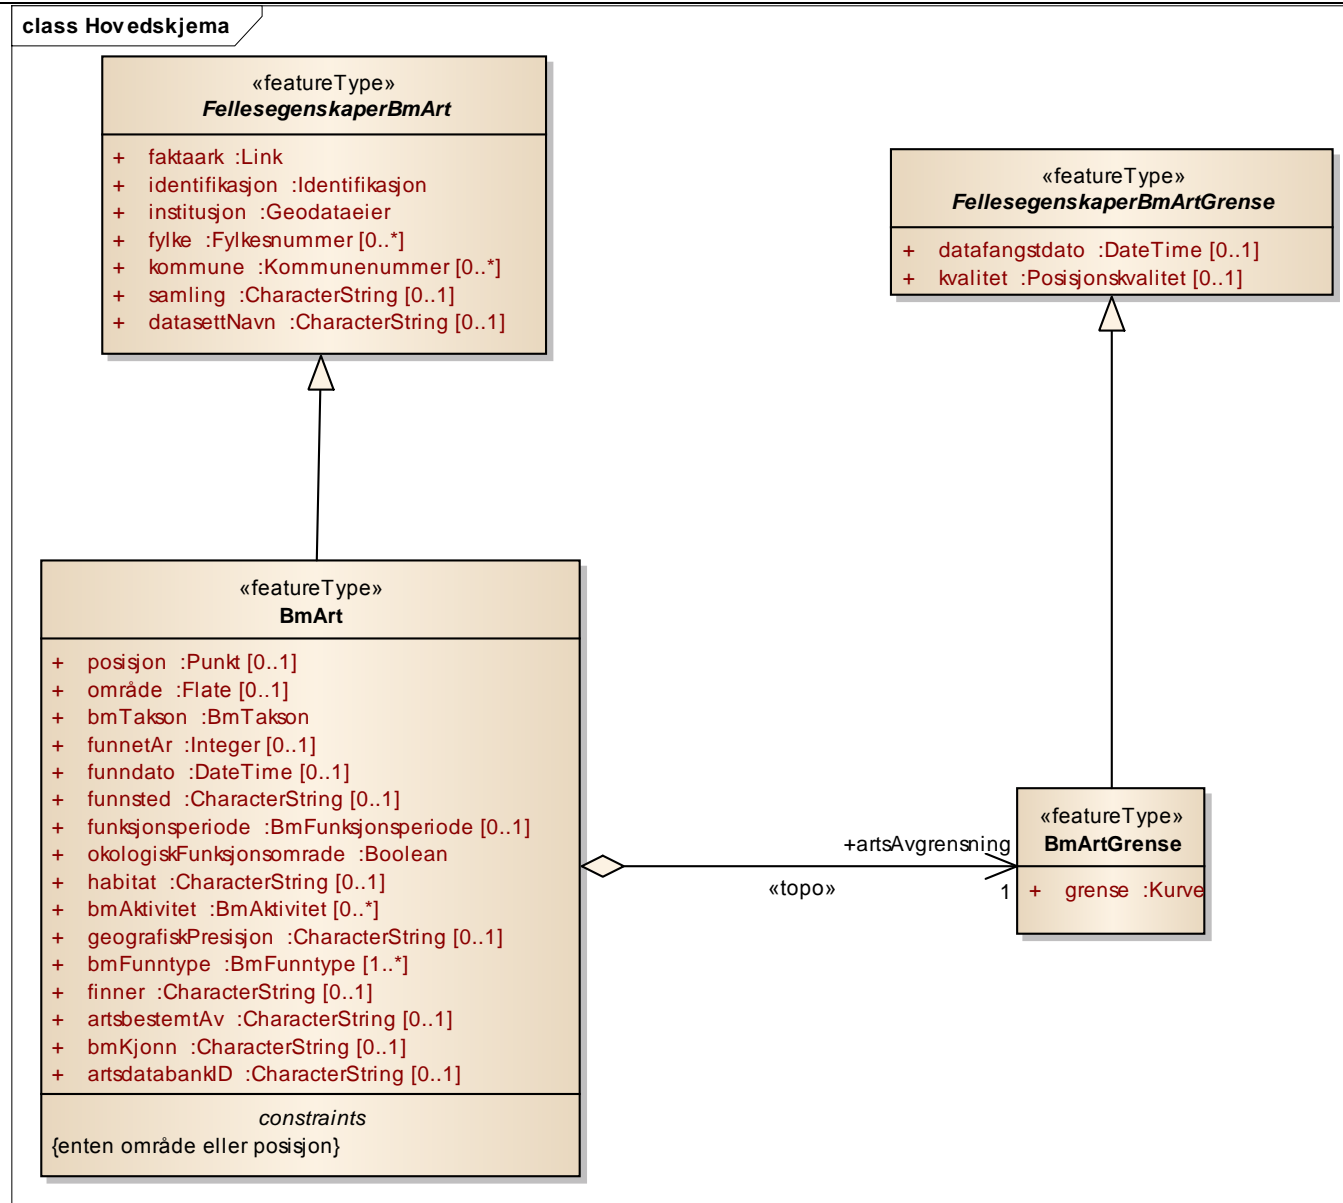 class Hovedskjema
«featureType»
FellesegenskaperBmArt
+ faktaark :Link
+ identifikasjon :Identifikasjon
+ institusjon :Geodataeier
+ fylke :Fylkesnummer [0..*]
+ kommune :Kommunenummer [0..*]
+ samling :CharacterString [0..1]
+ datasettNavn :CharacterString [0..1]
«featureType»
FellesegenskaperBmArtGrense
+ datafangstdato :DateTime [0..1]
+ kvalitet :Posisjonskvalitet [0..1]
«featureType»
BmArt
+ posisjon :Punkt [0..1]
+ område :Flate [0..1]
+ bmTakson :BmTakson
+ funnetAr :Integer [0..1]
+ funndato :DateTime [0..1]
+ funnsted :CharacterString [0..1]
+ funksjonsperiode :BmFunksjonsperiode [0..1]
+ okologiskFunksjonsomrade :Boolean
+ habitat :CharacterString [0..1]
+ bmAktivitet :BmAktivitet [0..*]
+ geografiskPresisjon :CharacterString [0..1]
+ bmFunntype :BmFunntype [1..*]
+ finner :CharacterString [0..1]
+ artsbestemtAv :CharacterString [0..1]
+ bmKjonn :CharacterString [0..1]
+ artsdatabankID :CharacterString [0..1]
constraints
{enten område eller posisjon}
+artsAvgrensning
«topo»
1
«featureType»
BmArtGrense
+ grense :Kurve